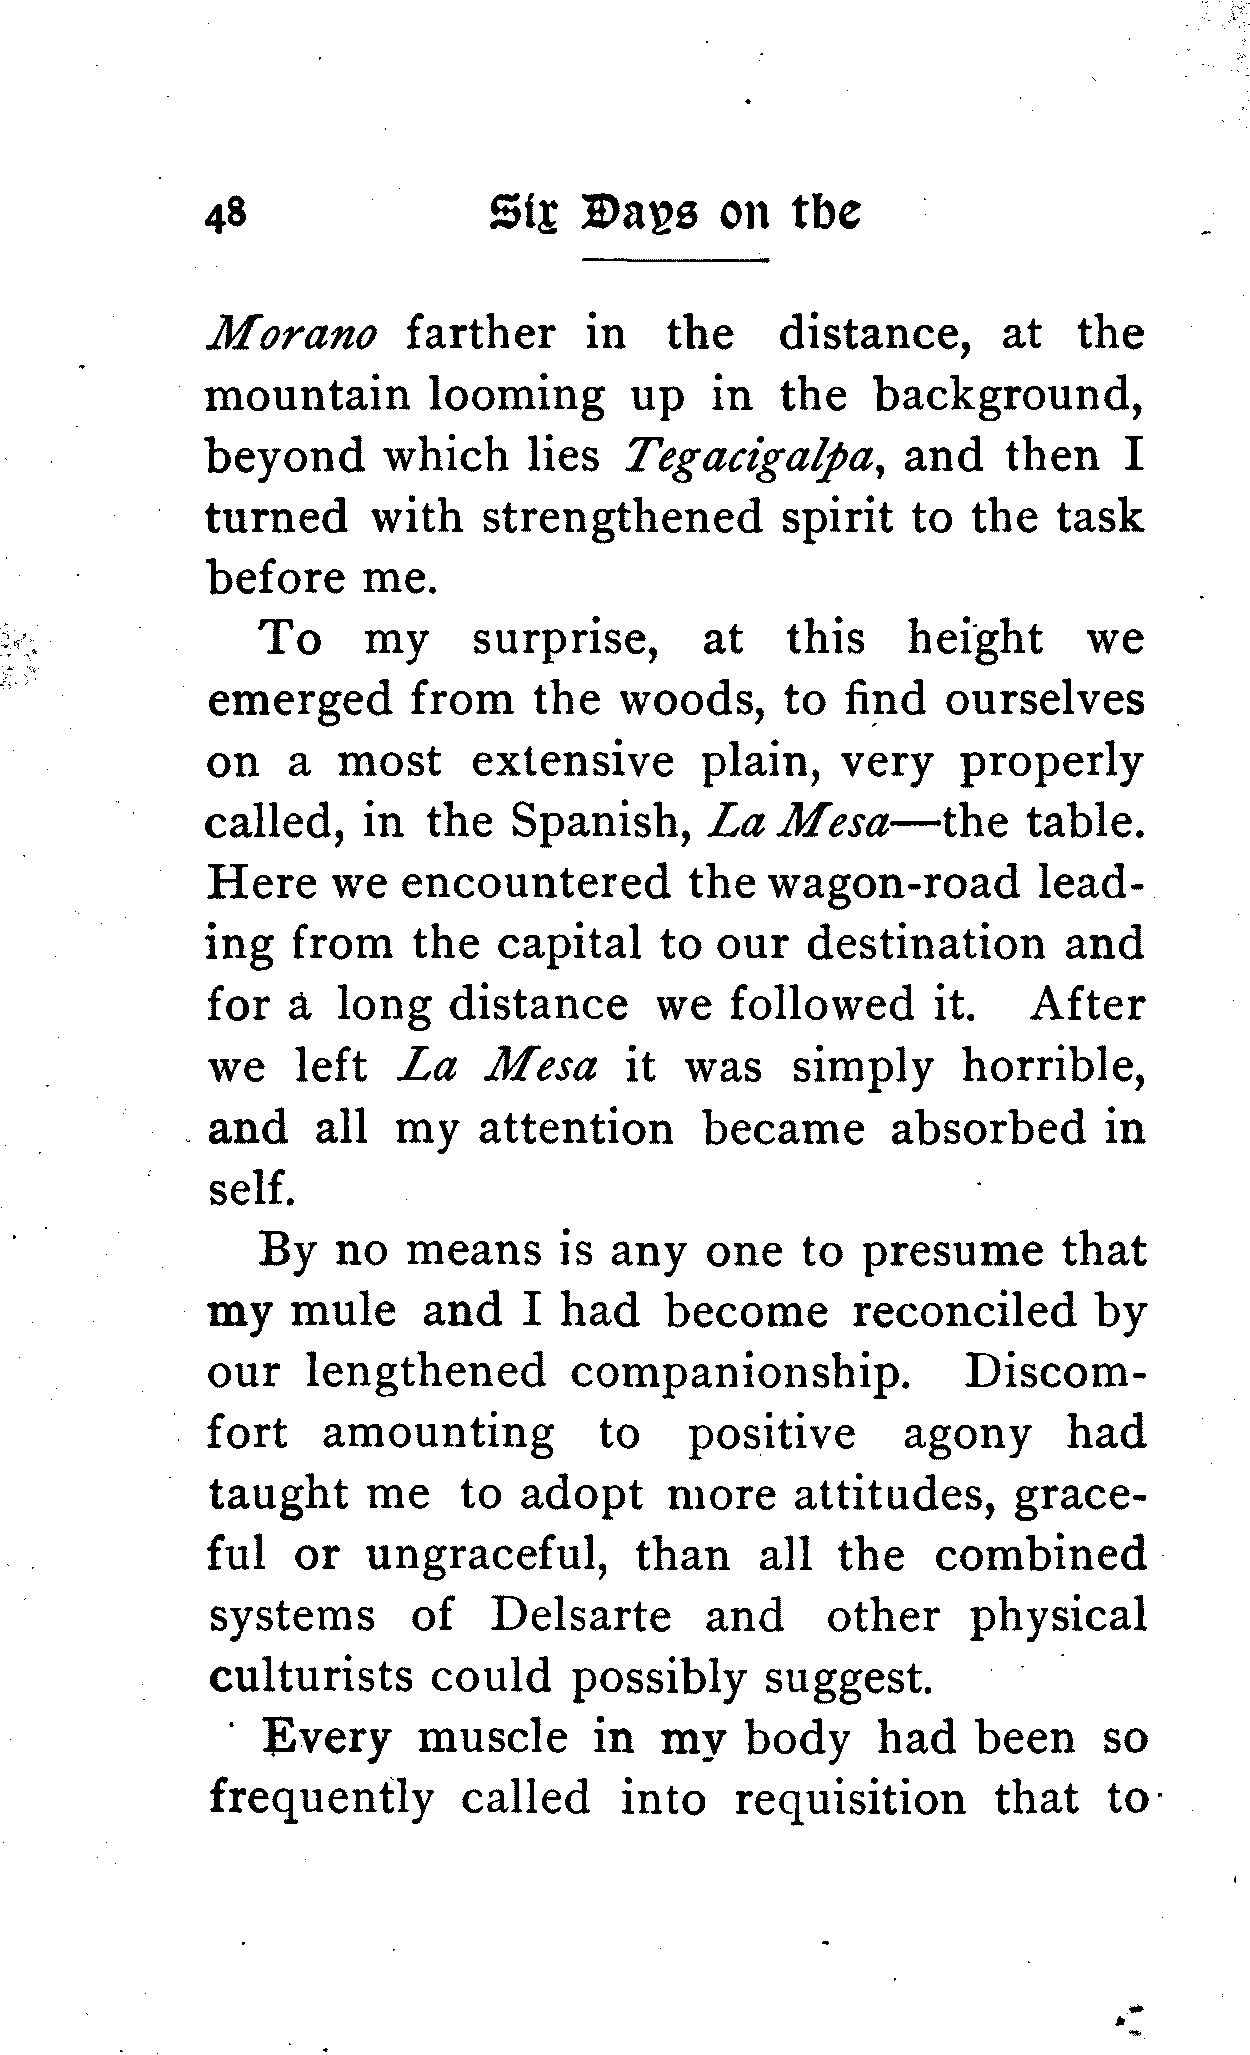 48 Six Days on the
Morano farther in the distance, at the
mountain looming up in the background,
beyond which lies Tegacigalpa, and then I
turned with strengthened spirit to the task
before me.
To my surprise, at this height we
emerged from the woods, to find ourselves
on a most extensive plain, very properly
called, in the Spanish, La Mesa—the table.
Here we encountered the wagon-road lead-
ing from the capital to our destination and
for a long distance we followed it. After
we left La Mesa it was simply horrible,
and all my attention became absorbed in
self.
By no means is any one to presume that
my mule and I had become reconciled by
our lengthened companionship. Discom-
fort amounting to positive agony had
taught me to adopt more attitudes, grace-
ful or ungraceful, than all the combined
systems of Delsarte and other physical
culturists could possibly suggest.
Every muscle in my body had been so
frequently called into requisition that to